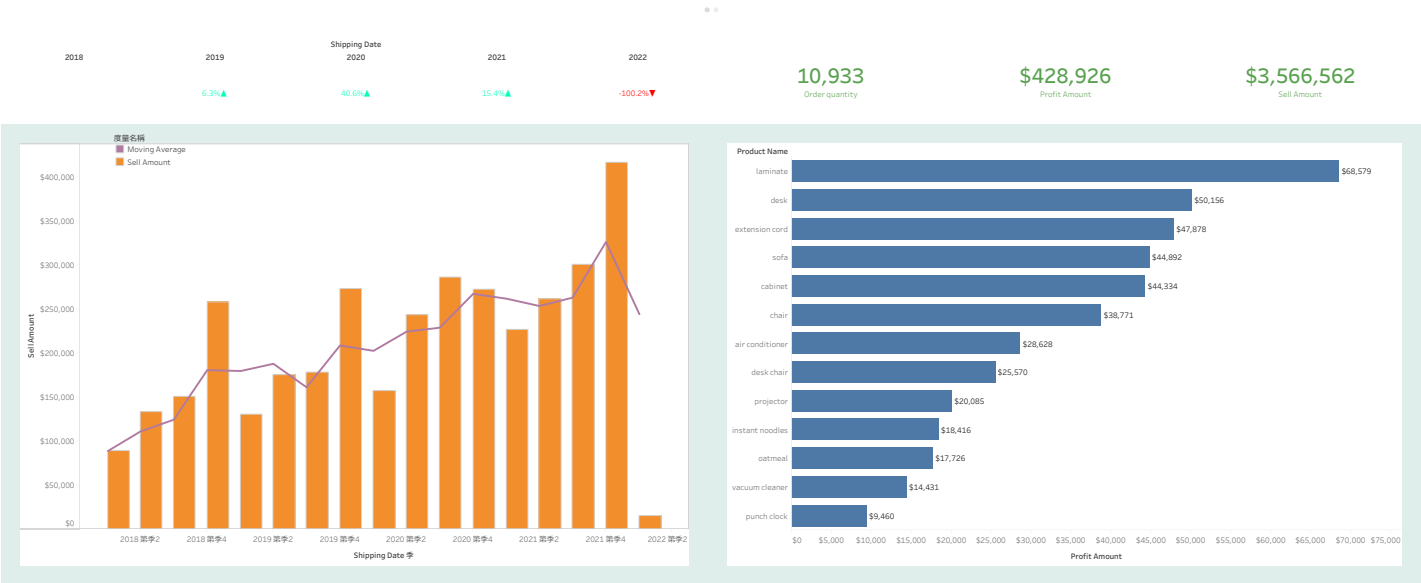 Shipping Date
2018 2019 2020 2021 2022
6.3%▲ 40.6%▲ 15.4%▲ -100.2%▼
10,933 $428,926 $3,566,562
Order quantity Profit Amount Sell Amount
度量名稱
Moving Average
Sell Amount
$400,000
$350,000
$300,000
$250,000
$200,000
$150,000
$100,000
$50,000
$0
Sell Amount
2018 第季2 2018 第季4 2019 第季2 2019 第季4 2020 第季2 2020 第季4 2021 第季2 2021 第季4 2022 第季2
Shipping Date 季
Product Name
laminate $68,579
desk $50,156
extension cord $47,878
sofa $44,892
cabinet $44,334
chair $38,771
air conditioner $28,628
desk chair $25,570
projector $20,085
instant noodles $18,416
oatmeal $17,726
vacuum cleaner $14,431
punch clock $9,460
$0 $5,000 $10,000 $15,000 $20,000 $25,000 $30,000 $35,000 $40,000 $45,000 $50,000 $55,000 $60,000 $65,000 $70,000 $75,000
Profit Amount